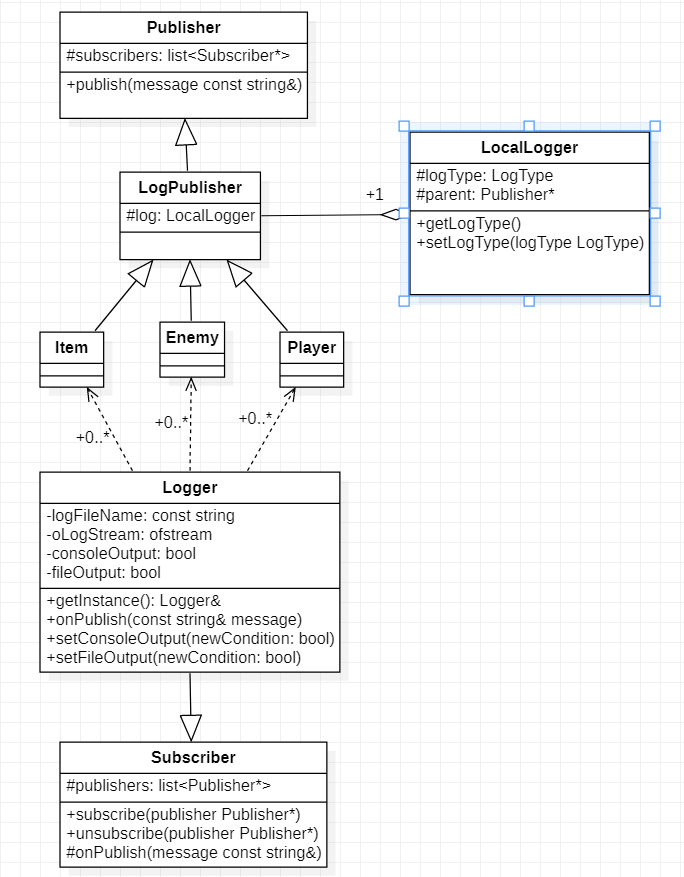 Publisher
#subscribers: list<Subscriber*>
+publish(message const string&)
LocalLogger
#logType: LogType
#parent: Publisher*
+getLogType()
+setLogType(logType LogType)
+1
LogPublisher
#log: LocalLogger
Item
Enemy
Player
+0..*
+0..*
+0..*
Logger
-logFileName: const string
-oLogStream: ofstream
-consoleOutput: bool
-fileOutput: bool
+getInstance(): Logger&
+onPublish(const string& message)
+setConsoleOutput(newCondition: bool)
+setFileOutput(newCondition: bool)
Subscriber
#publishers: list<Publisher*>
+subscribe(publisher Publisher*)
+unsubscribe(publisher Publisher*)
#onPublish(message const string&)